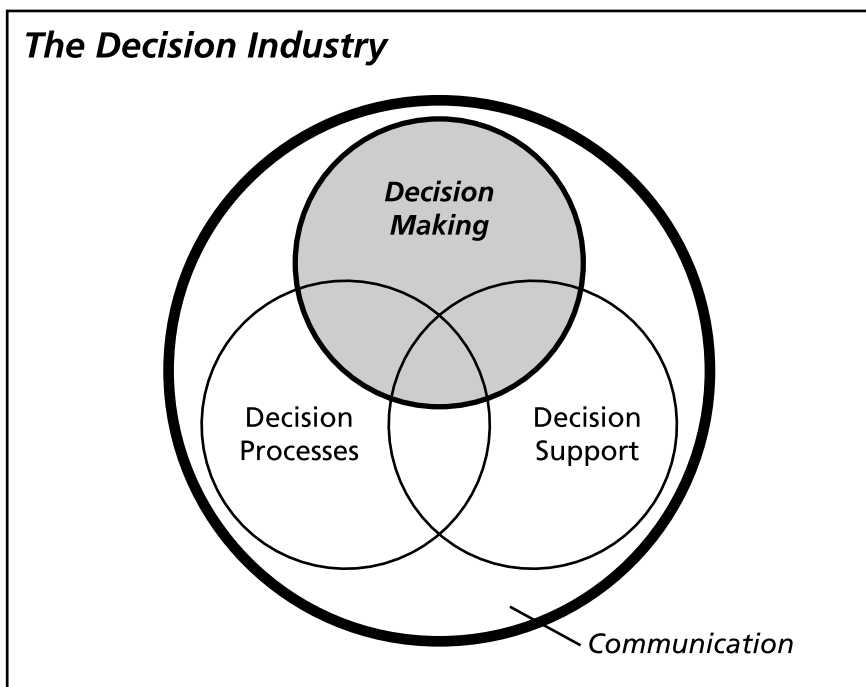 The Decision Industry
Decision
Making
Decision
Processes
Decision
Support
Communication